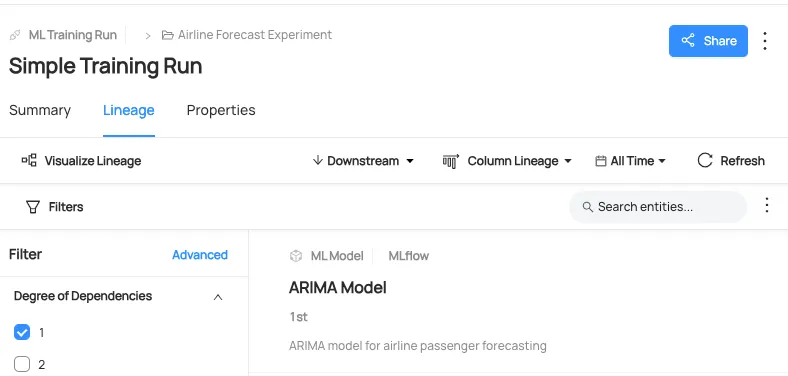 ML Training Run > Airline Forecast Experiment
Share
Simple Training Run
Summary Lineage Properties
Visualize Lineage Downstream Column Lineage All Time Refresh
Filters Search entities...
Filter Advanced
ML Model MLflow
Degree of Dependencies
ARIMA Model
1st
1
ARIMA model for airline passenger forecasting
2